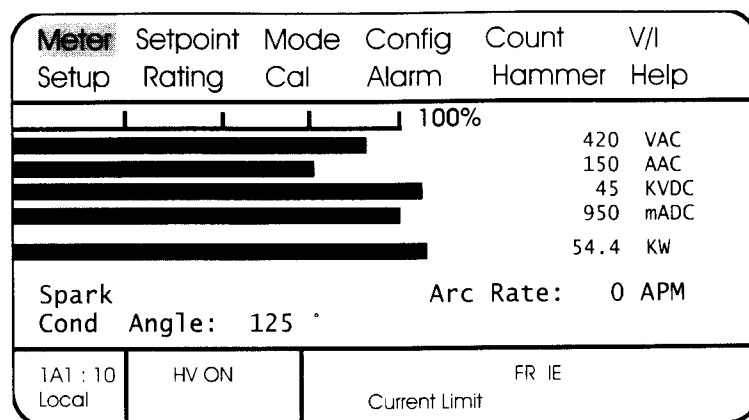 Meter Setpoint Mode Config Count V/I
Setup Rating Cal Alarm Hammer Help
100%
420 VAC
150 AAC
45 KVDC
950 mADC
54.4 KW
Spark Arc Rate: 0 APM
Cond Angle: 125 °
1A1 : 10 HV ON FR IE
Local Current Limit